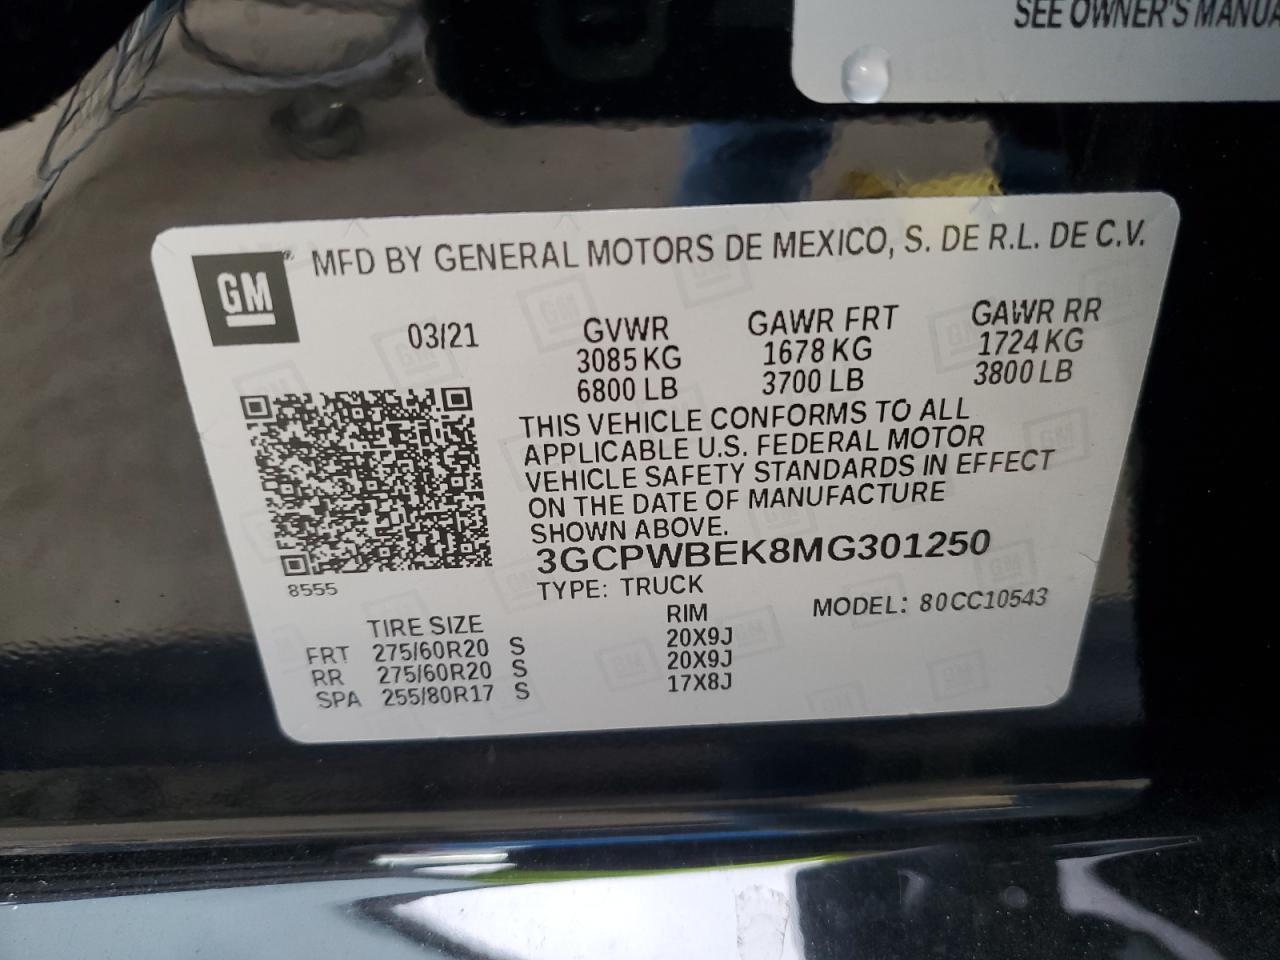 SEE OWNER'S MANUA
GM MFD BY GENERAL MOTORS DE MEXICO, S. DE R.L. DE C.V.
03/21 GVWR GAWR FRT GAWR RR
3085 KG 1678 KG 1724 KG
6800 LB 3700 LB 3800 LB
THIS VEHICLE CONFORMS TO ALL
APPLICABLE U.S. FEDERAL MOTOR
VEHICLE SAFETY STANDARDS IN EFFECT
ON THE DATE OF MANUFACTURE
SHOWN ABOVE.
3GCPWBEK8MG301250
8555
TYPE: TRUCK MODEL: 80CC10543
TIRE SIZE RIM
FRT 275/60R20 S 20X9J
RR 275/60R20 S 20X9J
SPA 255/80R17 S 17X8J